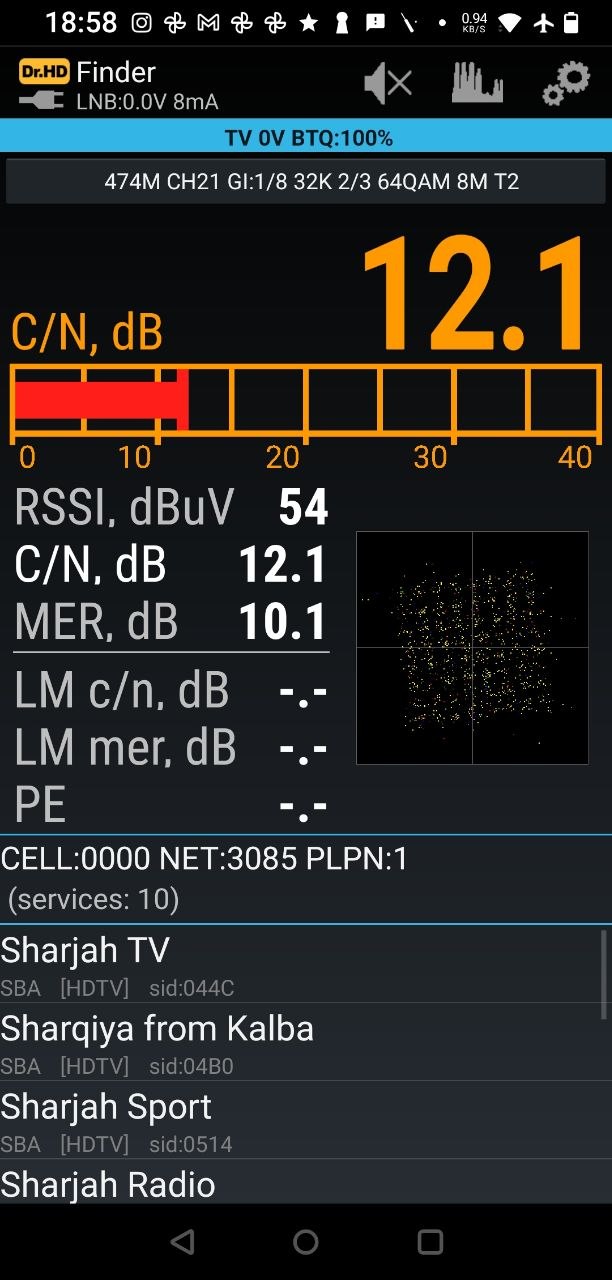 18:58 0.94 KB/S
Dr.HD Finder
LNB:0.0V 8mA
TV 0V BTQ:100%
474M CH21 GI:1/8 32K 2/3 64QAM 8M T2
C/N, dB 12.1
0 10 20 30 40
RSSI, dBuV 54
C/N, dB 12.1
MER, dB 10.1
LM c/n, dB -.-
LM mer, dB -.-
PE -.-
CELL:0000 NET:3085 PLPN:1
(services: 10)
Sharjah TV
SBA [HDTV] sid:044C
Sharqiya from Kalba
SBA [HDTV] sid:04B0
Sharjah Sport
SBA [HDTV] sid:0514
Sharjah Radio